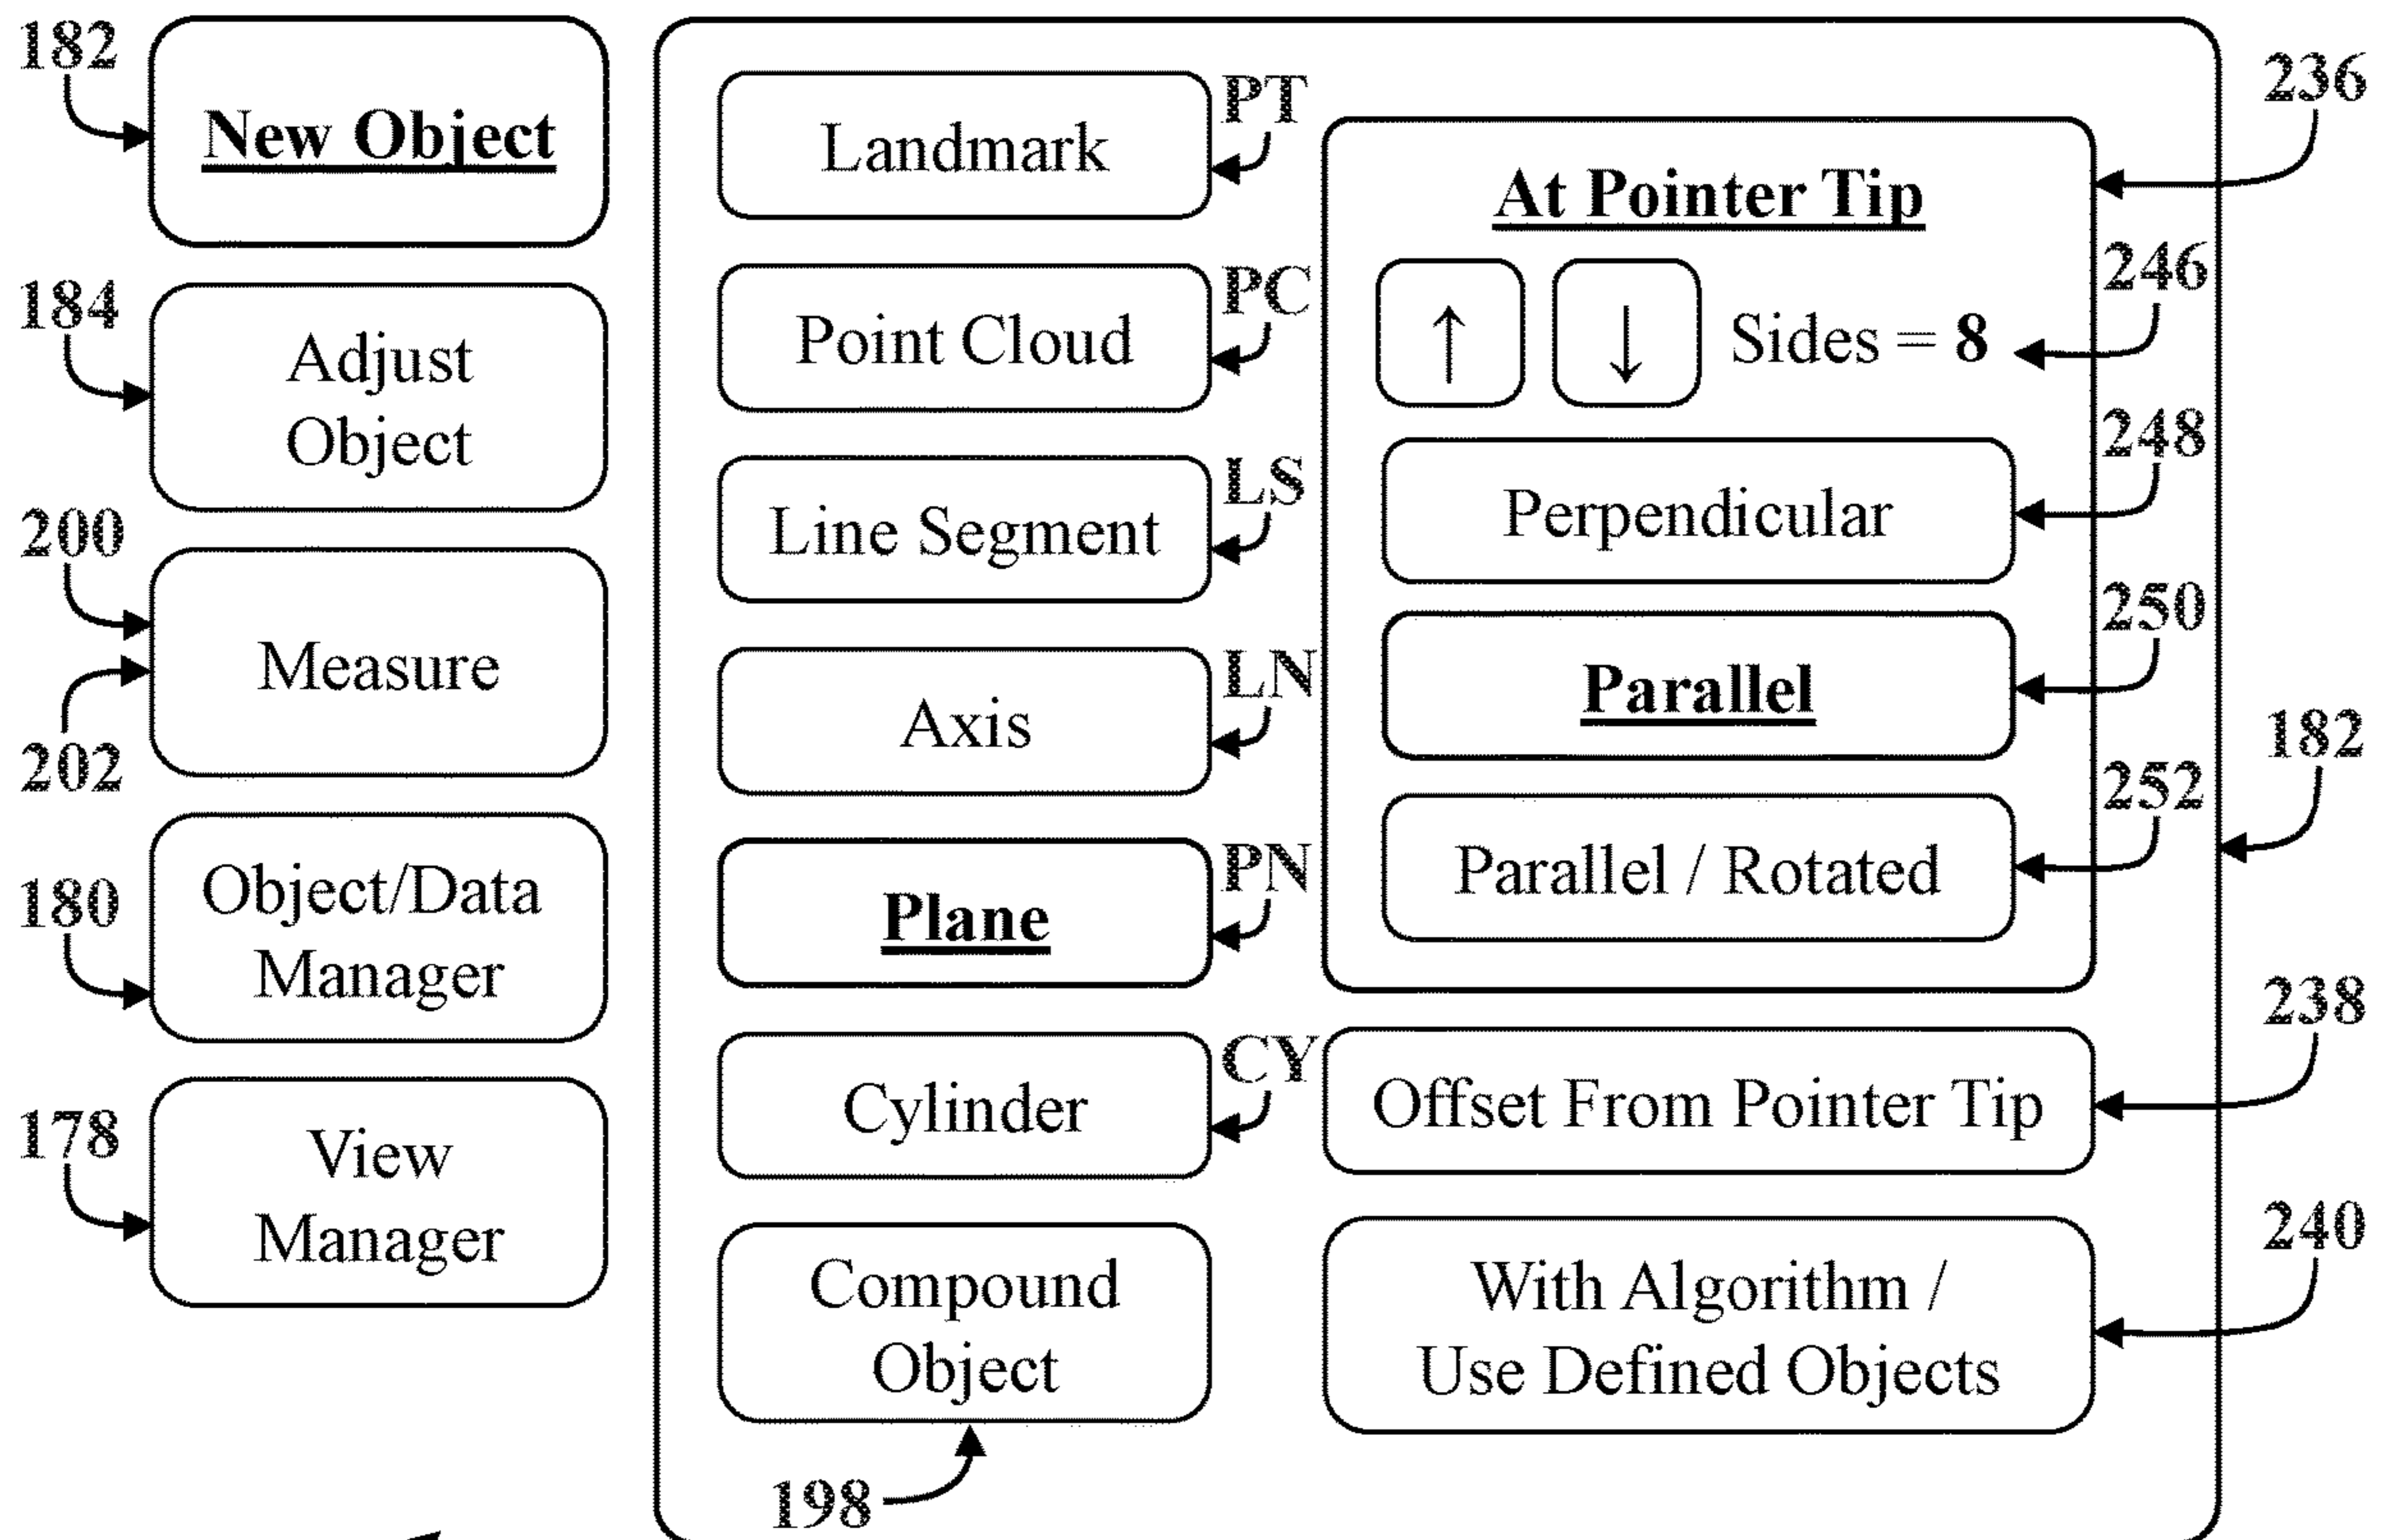 182
New Object
184
Adjust
Object
200
Measure
202
180
Object/Data
Manager
178
View
Manager
Landmark
PT
Point Cloud
PC
Line Segment
LS
Axis
LN
Plane
PN
Cylinder
CY
Compound
Object
198
At Pointer Tip
236
↑ ↓ Sides = 8
246
Perpendicular
248
Parallel
250
Parallel / Rotated
252
182
Offset From Pointer Tip
238
With Algorithm /
Use Defined Objects
240